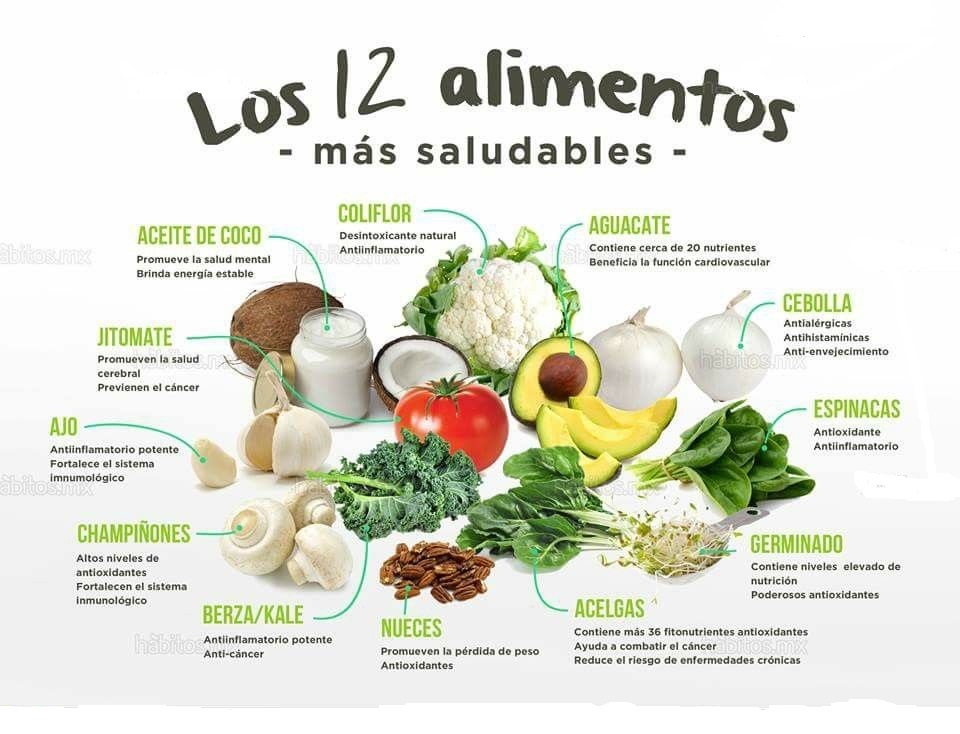 Los 12 alimentos
- más saludables -
COLIFLOR
Desintoxicante natural
Antiinflamatorio
AGUACATE
Contiene cerca de 20 nutrientes
Beneficia la función cardiovascular
ACEITE DE COCO
Promueve la salud mental
Brinda energía estable
CEBOLLA
Antialérgicas
Antihistamínicas
Anti-envejecimiento
JITOMATE
Promueven la salud
cerebral
Previenen el cáncer
ESPINACAS
Antioxidante
Antiinflamatorio
AJO
Antiinflamatorio potente
Fortalece el sistema
inmunológico
CHAMPIÑONES
Altos niveles de
antioxidantes
Fortalecen el sistema
inmunológico
GERMINADO
Contiene niveles elevado de
nutrición
Poderosos antioxidantes
BERZA/KALE
Antiinflamatorio potente
Anti-cáncer
NUECES
Promueven la pérdida de peso
Antioxidantes
ACELGAS
Contiene más 36 fitonutrientes antioxidantes
Ayuda a combatir el cáncer
Reduce el riesgo de enfermedades crónicas
hábitos.mx